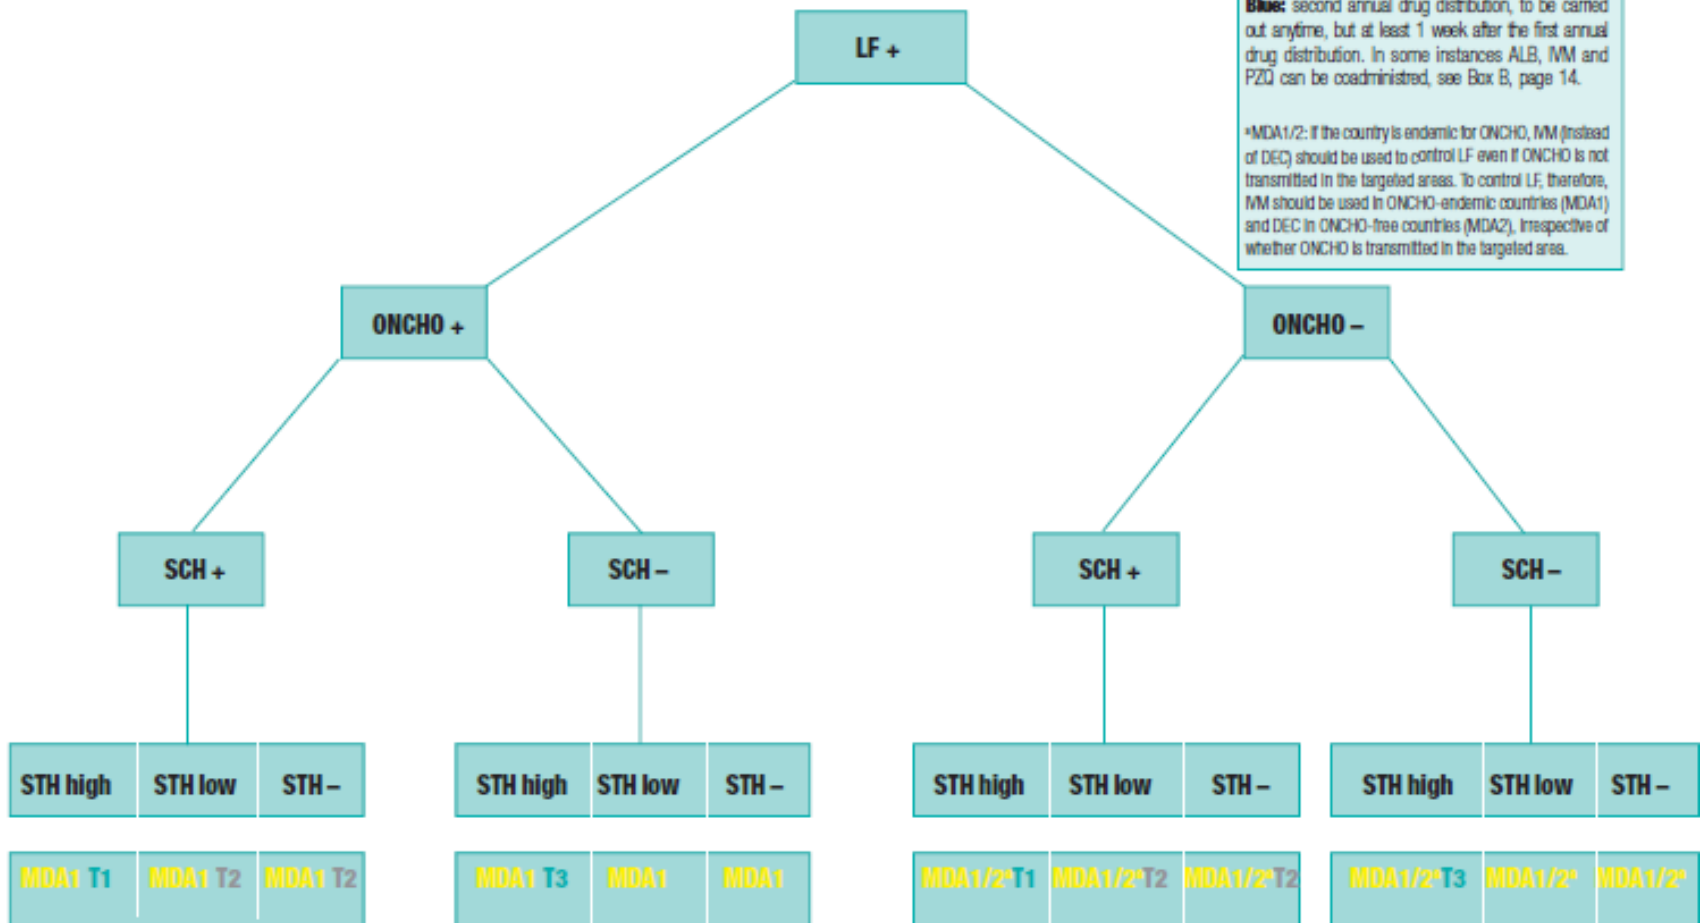 Blue: second annual drug distribution, to be carried
out anytime, but at least 1 week after the first annual
drug distribution. In some instances ALB, IVM and
PZQ can be coadministred, see Box B, page 14.
ᵃMDA1/2: If the country is endemic for ONCHO, IVM (instead
of DEC) should be used to control LF even if ONCHO is not
transmitted in the targeted areas. To control LF, therefore,
IVM should be used in ONCHO-endemic countries (MDA1)
and DEC in ONCHO-free countries (MDA2), irrespective of
whether ONCHO is transmitted in the targeted area.
LF +
ONCHO + ONCHO –
SCH + SCH – SCH + SCH –
STH high STH low STH – STH high STH low STH – STH high STH low STH – STH high STH low STH –
MDA1 T1 MDA1 T2 MDA1 T2 MDA1 T3 MDA1 MDA1 MDA1/2ᵃT1 MDA1/2ᵃT2 MDA1/2ᵃT2 MDA1/2ᵃT3 MDA1/2ᵃ MDA1/2ᵃ